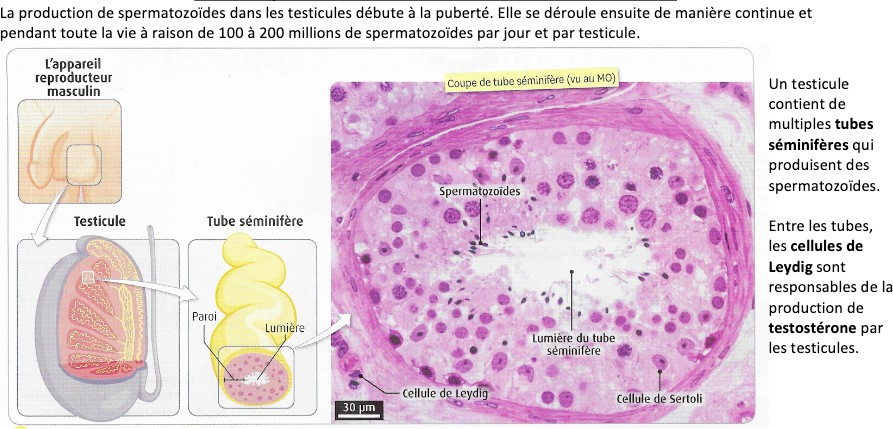 La production de spermatozoïdes dans les testicules débute à la puberté. Elle se déroule ensuite de manière continue et
pendant toute la vie à raison de 100 à 200 millions de spermatozoïdes par jour et par testicule.
L'appareil
reproducteur
masculin
Testicule
Tube séminifère
Paroi
Lumière
Coupe de tube séminifère (vu au MO)
Spermatozoïdes
Lumière du tube
séminifère
Cellule de Leydig
Cellule de Sertoli
30 µm
Un testicule
contient de
multiples tubes
séminifères qui
produisent des
spermatozoïdes.
Entre les tubes,
les cellules de
Leydig sont
responsables de la
production de
testostérone par
les testicules.